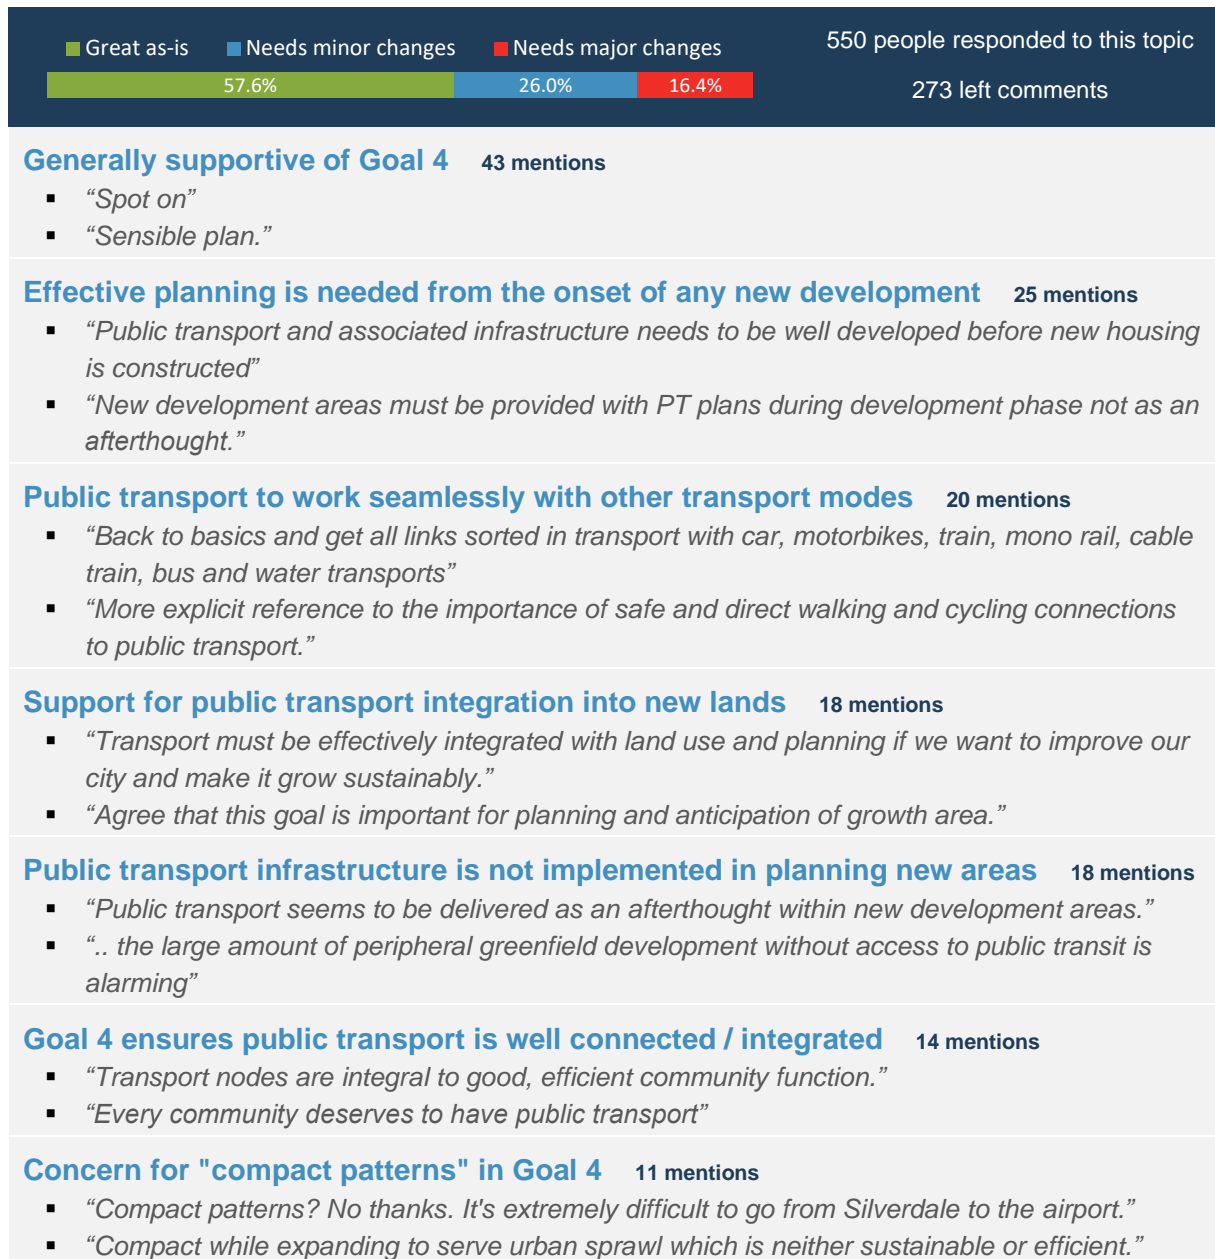 Great as-is Needs minor changes Needs major changes
57.6% 26.0% 16.4%
550 people responded to this topic
273 left comments
Generally supportive of Goal 4 43 mentions
▪ “Spot on”
▪ “Sensible plan.”
Effective planning is needed from the onset of any new development 25 mentions
▪ “Public transport and associated infrastructure needs to be well developed before new housing
is constructed”
▪ “New development areas must be provided with PT plans during development phase not as an
afterthought.”
Public transport to work seamlessly with other transport modes 20 mentions
▪ “Back to basics and get all links sorted in transport with car, motorbikes, train, mono rail, cable
train, bus and water transports”
▪ “More explicit reference to the importance of safe and direct walking and cycling connections
to public transport.”
Support for public transport integration into new lands 18 mentions
▪ “Transport must be effectively integrated with land use and planning if we want to improve our
city and make it grow sustainably.”
▪ “Agree that this goal is important for planning and anticipation of growth area.”
Public transport infrastructure is not implemented in planning new areas 18 mentions
▪ “Public transport seems to be delivered as an afterthought within new development areas.”
▪ “.. the large amount of peripheral greenfield development without access to public transit is
alarming”
Goal 4 ensures public transport is well connected / integrated 14 mentions
▪ “Transport nodes are integral to good, efficient community function.”
▪ “Every community deserves to have public transport”
Concern for "compact patterns" in Goal 4 11 mentions
▪ “Compact patterns? No thanks. It's extremely difficult to go from Silverdale to the airport.”
▪ “Compact while expanding to serve urban sprawl which is neither sustainable or efficient.”